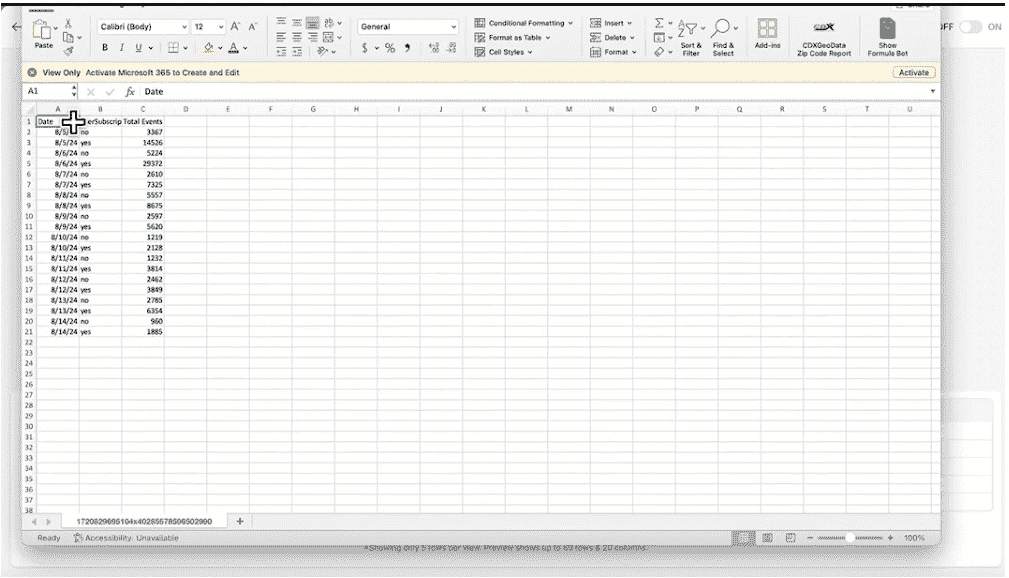 Calibri (Body) 12 A A General Conditional Formatting Insert
Format as Table Delete
Paste B I U A $ % Cell Styles Format Sort & Filter Find & Select Add-ins CDXGeoData Zip Code Report Show Formula Bot
OFF ON
View Only Activate Microsoft 365 to Create and Edit Activate
A1 fx Date
A B C D E F G H I J K L M N O P Q R S T U
1 Date erSubscrip Total Events
2 8/5/ no 3367
3 8/5/24 yes 14526
4 8/6/24 no 5224
5 8/6/24 yes 29372
6 8/7/24 no 2610
7 8/7/24 yes 7325
8 8/8/24 no 5557
9 8/8/24 yes 8675
10 8/9/24 no 2597
11 8/9/24 yes 5620
12 8/10/24 no 1219
13 8/10/24 yes 2128
14 8/11/24 no 1232
15 8/11/24 yes 3814
16 8/12/24 no 2462
17 8/12/24 yes 3849
18 8/13/24 no 2785
19 8/13/24 yes 6354
20 8/14/24 no 960
21 8/14/24 yes 1885
22
23
24
25
26
27
28
29
30
31
32
33
34
35
36
37
38
1720829695104x40285578506502990 +
Ready Accessibility: Unavailable - + 100%
*Showing only 5 rows per view. Preview shows up to 69 rows & 20 columns.